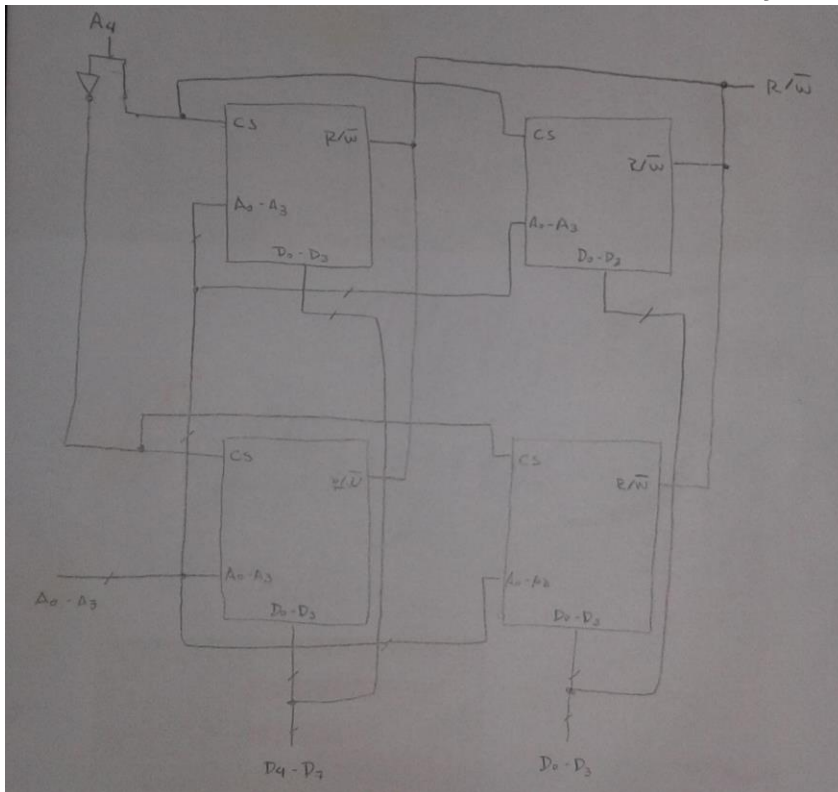 A4
R/W̅
CS
R/W̅
A0-A3
D0-D3
CS
R/W̅
A0-A3
D0-D3
CS
R/W̅
A0-A3
D0-D3
CS
R/W̅
A0-A3
D0-D3
A0-A3
D4-D7
D0-D3